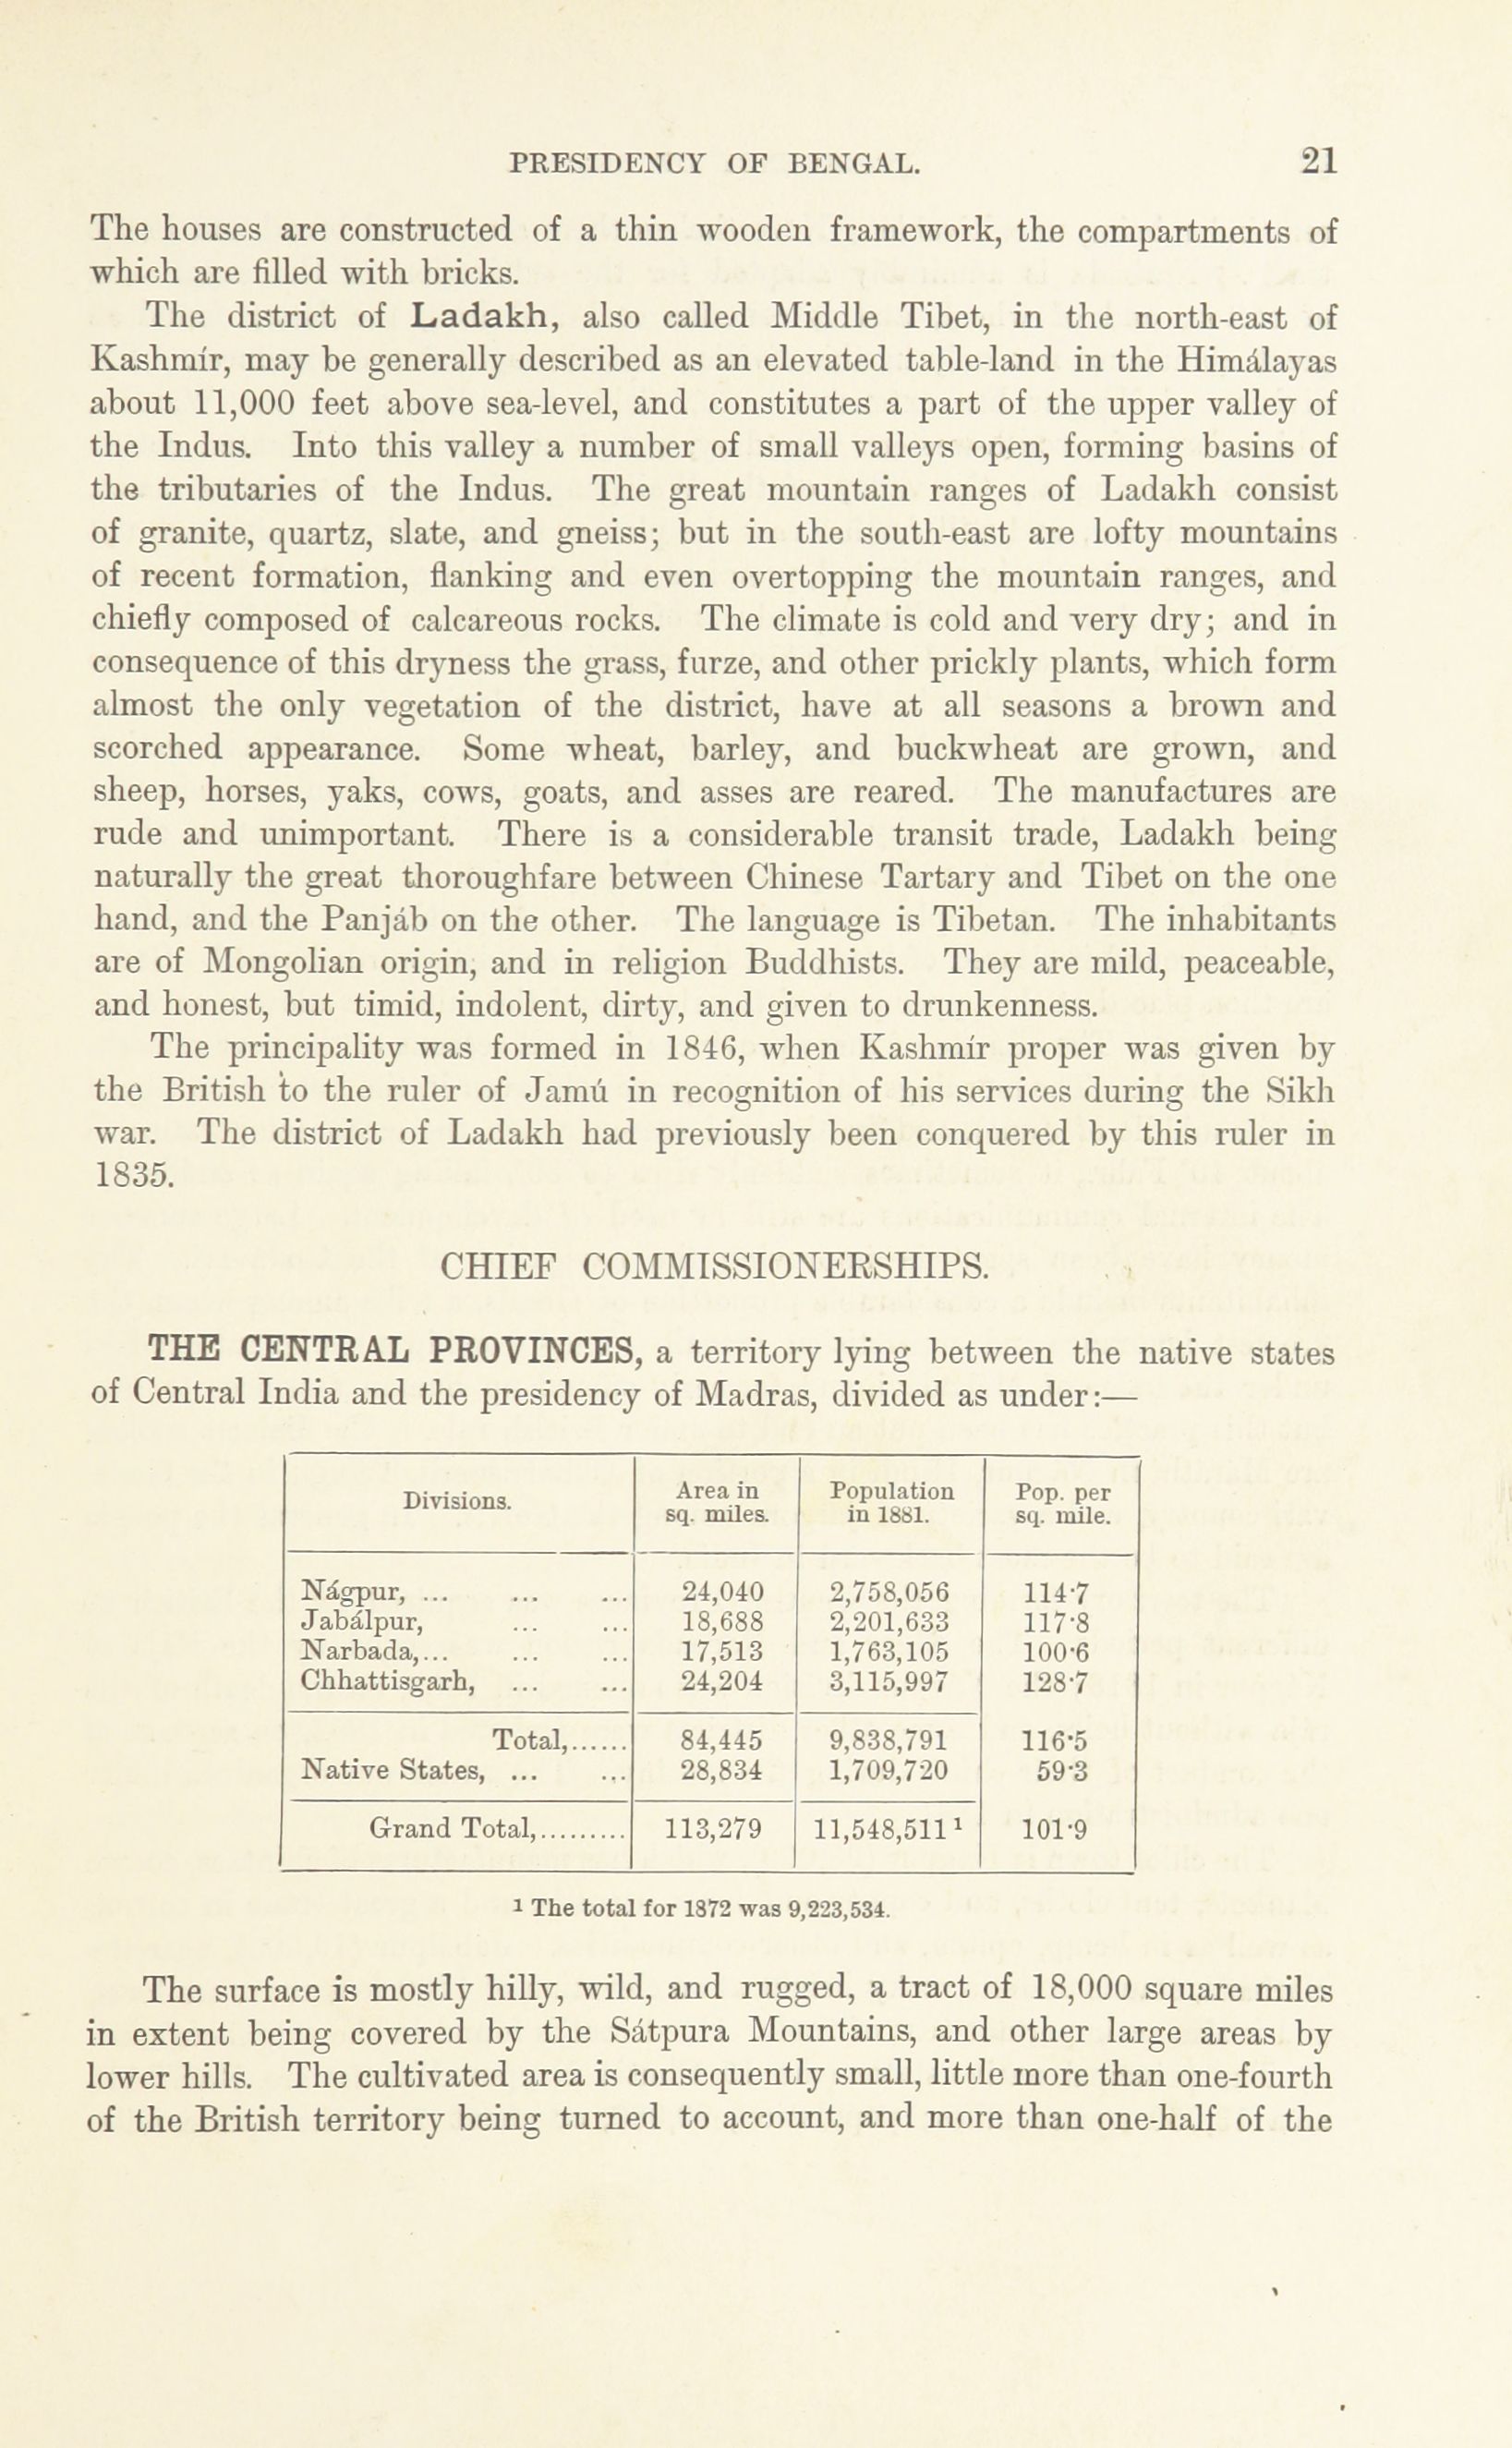 PRESIDENCY OF BENGAL. 21
The houses are constructed of a thin wooden framework, the compartments of
which are filled with bricks.
The district of Ladakh, also called Middle Tibet, in the north-east of
Kashmír, may be generally described as an elevated table-land in the Himálayas
about 11,000 feet above sea-level, and constitutes a part of the upper valley of
the Indus. Into this valley a number of small valleys open, forming basins of
the tributaries of the Indus. The great mountain ranges of Ladakh consist
of granite, quartz, slate, and gneiss; but in the south-east are lofty mountains
of recent formation, flanking and even overtopping the mountain ranges, and
chiefly composed of calcareous rocks. The climate is cold and very dry; and in
consequence of this dryness the grass, furze, and other prickly plants, which form
almost the only vegetation of the district, have at all seasons a brown and
scorched appearance. Some wheat, barley, and buckwheat are grown, and
sheep, horses, yaks, cows, goats, and asses are reared. The manufactures are
rude and unimportant. There is a considerable transit trade, Ladakh being
naturally the great thoroughfare between Chinese Tartary and Tibet on the one
hand, and the Panjáb on the other. The language is Tibetan. The inhabitants
are of Mongolian origin, and in religion Buddhists. They are mild, peaceable,
and honest, but timid, indolent, dirty, and given to drunkenness.
The principality was formed in 1846, when Kashmír proper was given by
the British to the ruler of Jamú in recognition of his services during the Sikh
war. The district of Ladakh had previously been conquered by this ruler in
1835.
CHIEF COMMISSIONERSHIPS.
THE CENTRAL PROVINCES, a territory lying between the native states
of Central India and the presidency of Madras, divided as under:—
Divisions. Area in sq. miles. Population in 1881. Pop. per sq. mile.
Nágpur, ... ... ... 24,040 2,758,056 114·7
Jabálpur, ... ... 18,688 2,201,633 117·8
Narbada,... ... ... 17,513 1,763,105 100·6
Chhattisgarh, ... ... 24,204 3,115,997 128·7
Total,...... 84,445 9,838,791 116·5
Native States, ... ... 28,834 1,709,720 59·3
Grand Total,......... 113,279 11,548,511¹ 101·9
1 The total for 1872 was 9,223,534.
The surface is mostly hilly, wild, and rugged, a tract of 18,000 square miles
in extent being covered by the Sátpura Mountains, and other large areas by
lower hills. The cultivated area is consequently small, little more than one-fourth
of the British territory being turned to account, and more than one-half of the